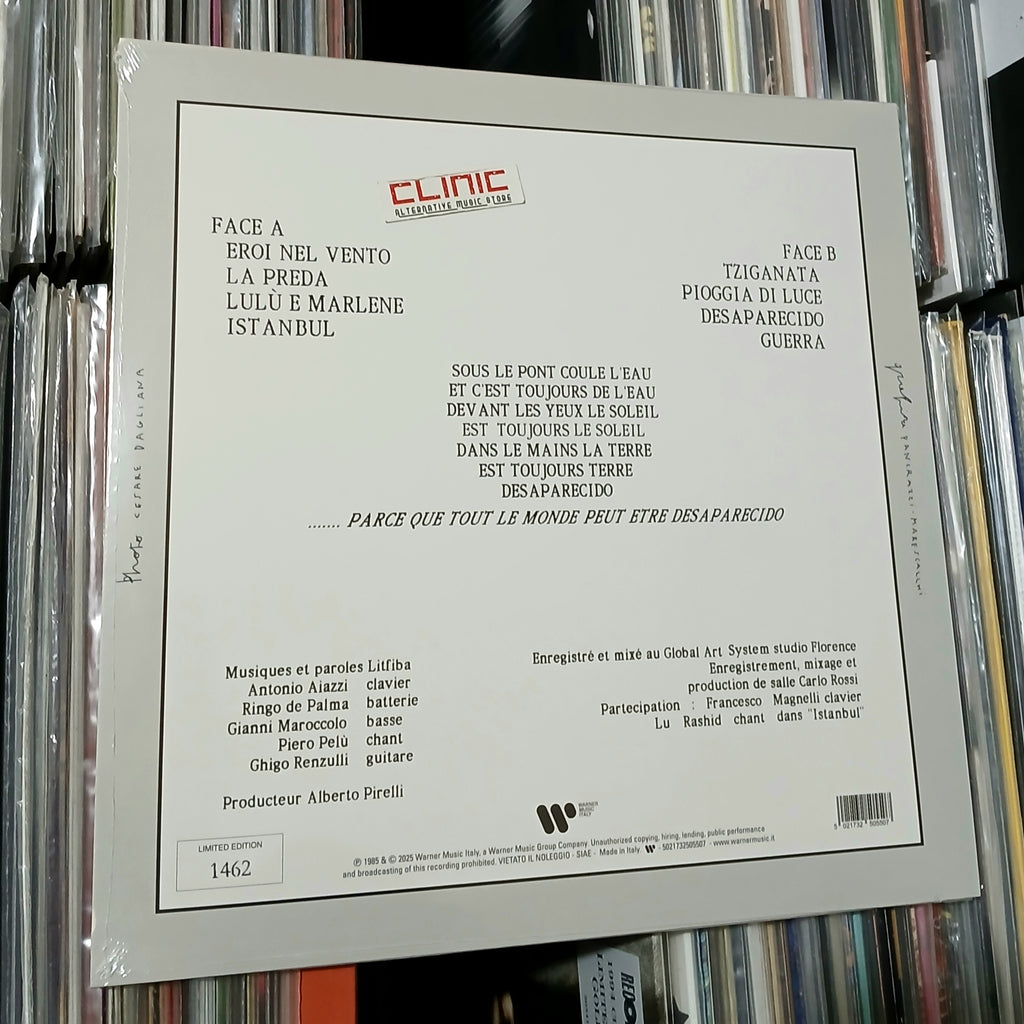 CLINIC
ALTERNATIVE MUSIC STORE
FACE A
EROI NEL VENTO
LA PREDA
LULÙ E MARLENE
ISTANBUL
FACE B
TZIGANATA
PIOGGIA DI LUCE
DESAPARECIDO
GUERRA
SOUS LE PONT COULE L'EAU
ET C'EST TOUJOURS DE L'EAU
DEVANT LES YEUX LE SOLEIL
EST TOUJOURS LE SOLEIL
DANS LE MAINS LA TERRE
EST TOUJOURS TERRE
DESAPARECIDO
....... PARCE QUE TOUT LE MONDE PEUT ETRE DESAPARECIDO
photo CESARE DAGLIANA
PANCRAZZI - MARESCALCHI
Musiques et paroles Litfiba
Antonio Aiazzi clavier
Ringo de Palma batterie
Gianni Maroccolo basse
Piero Pelù chant
Ghigo Renzulli guitare
Producteur Alberto Pirelli
Enregistré et mixé au Global Art System studio Florence
Enregistrement, mixage et
production de salle Carlo Rossi
Partecipation : Francesco Magnelli clavier
Lu Rashid chant dans "Istanbul"
LIMITED EDITION
1462
WARNER
MUSIC
ITALY
℗ 1985 & © 2025 Warner Music Italy, a Warner Music Group Company. Unauthorized copying, hiring, lending, public performance
and broadcasting of this recording prohibited. VIETATO IL NOLEGGIO - SIAE - Made in Italy. - 5021732505507 - www.warnermusic.it
5 021732 505507